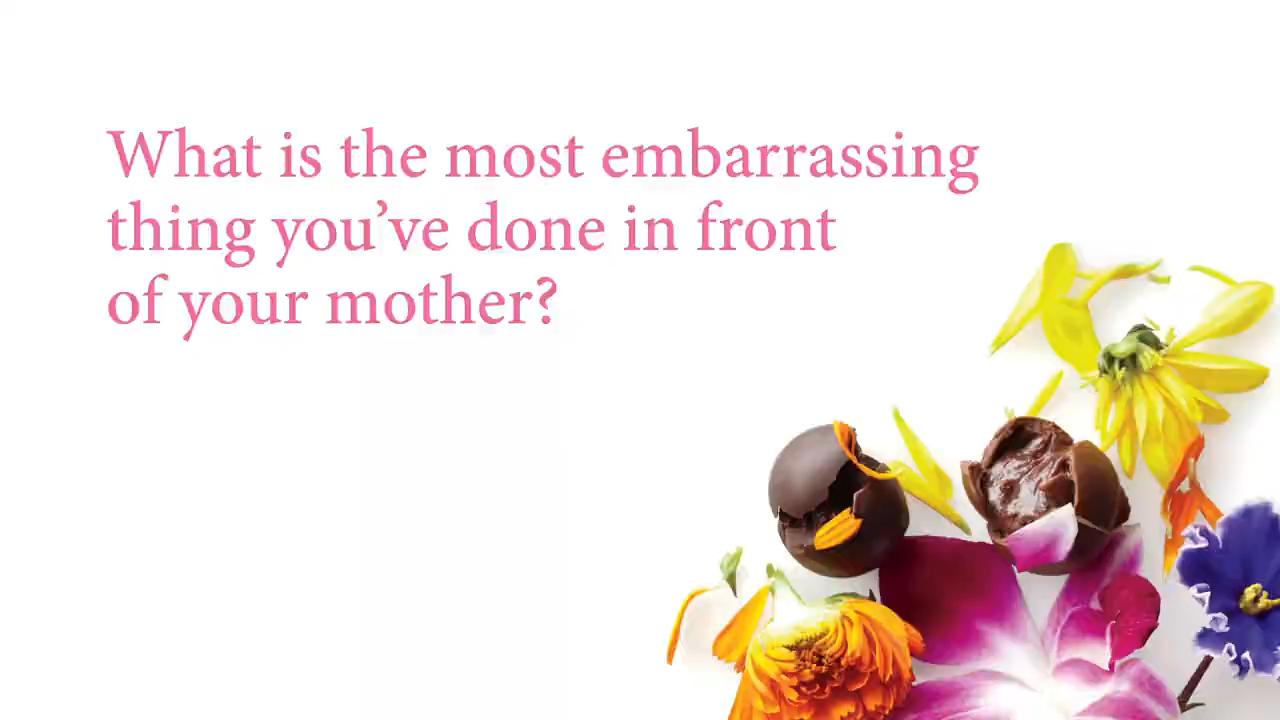 What is the most embarrassing
thing you’ve done in front
of your mother?